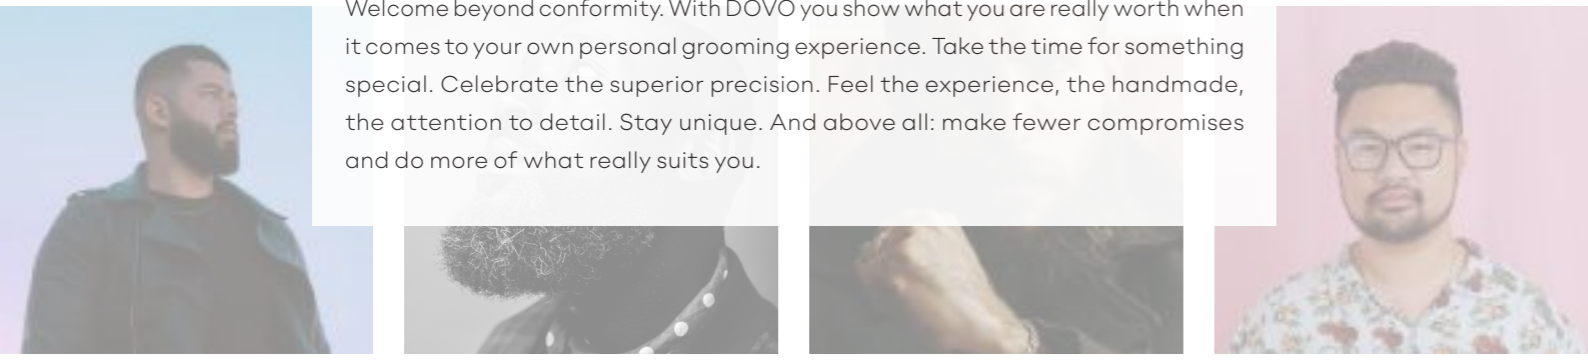 Welcome beyond conformity. With DOVO you show what you are really worth when
it comes to your own personal grooming experience. Take the time for something
special. Celebrate the superior precision. Feel the experience, the handmade,
the attention to detail. Stay unique. And above all: make fewer compromises
and do more of what really suits you.